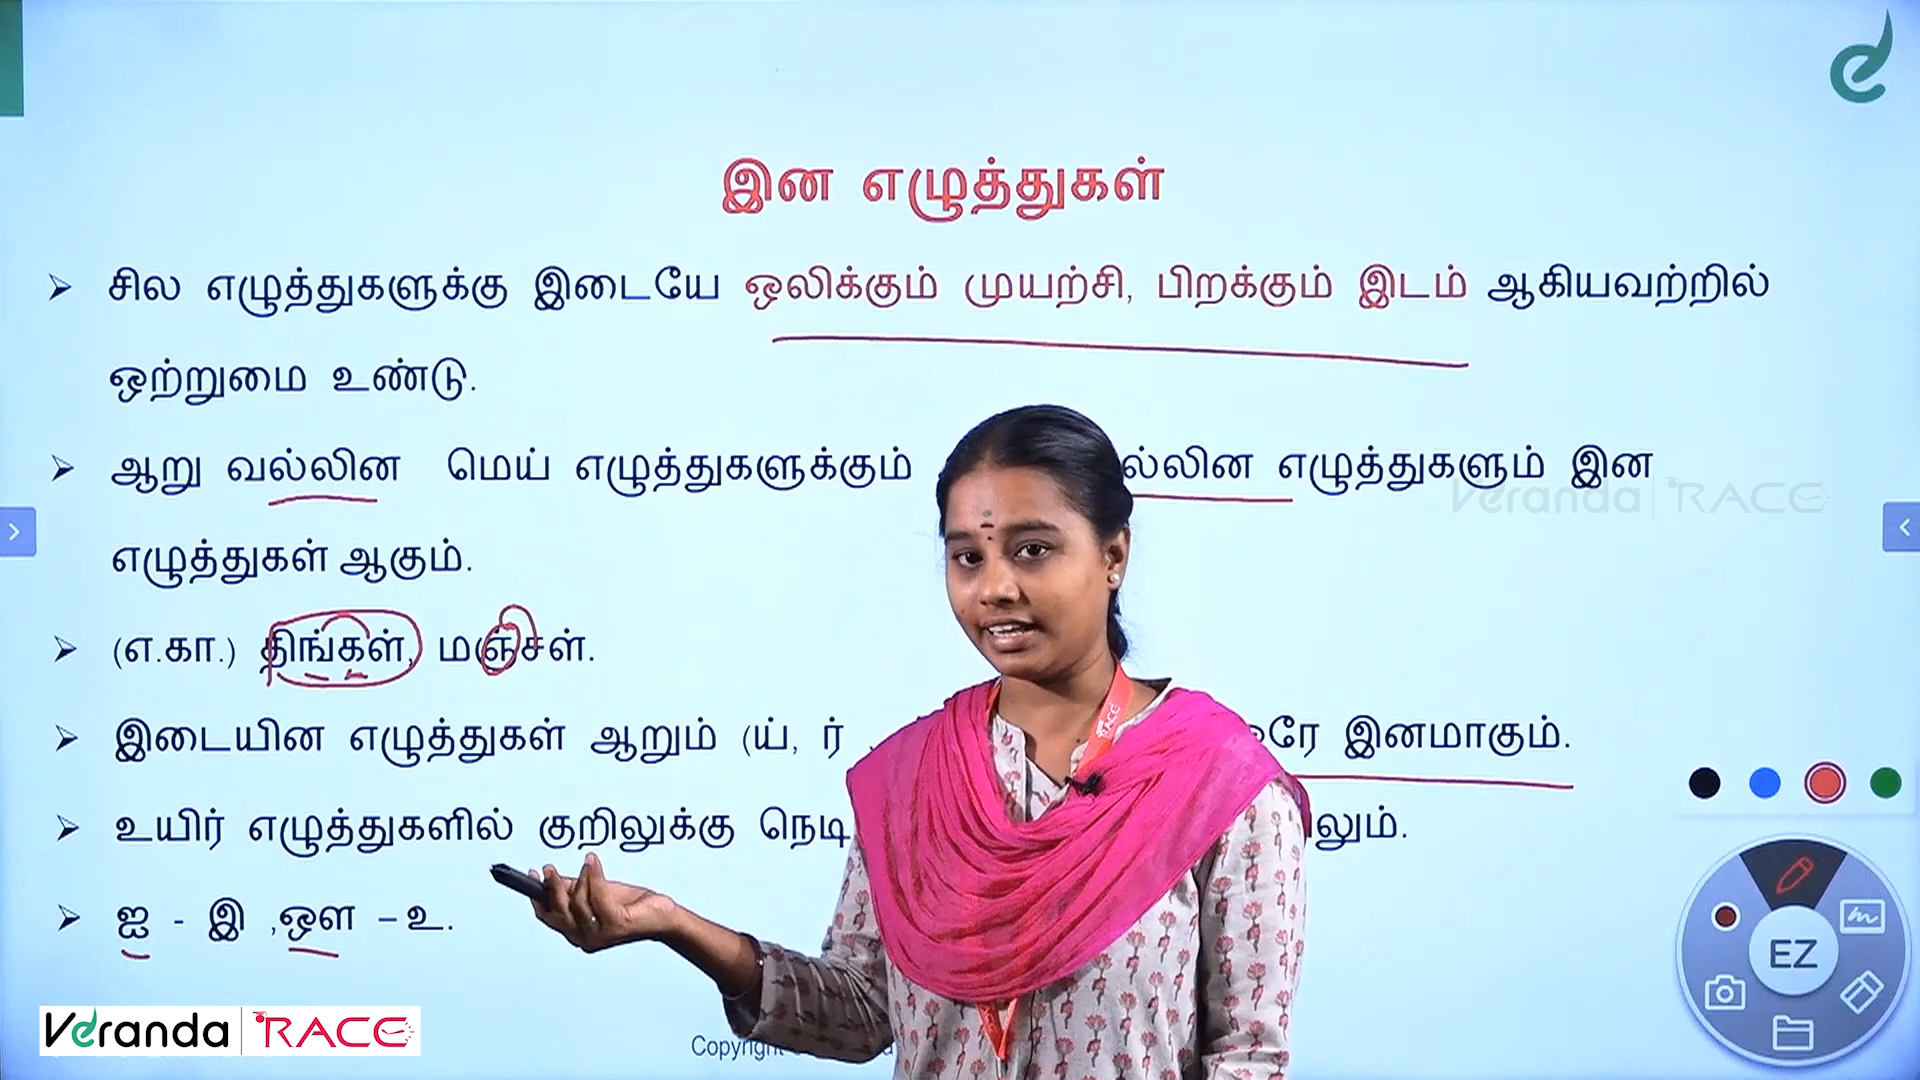 இன எழுத்துகள்
➢ சில எழுத்துகளுக்கு இடையே ஒலிக்கும் முயற்சி, பிறக்கும் இடம் ஆகியவற்றில்
ஒற்றுமை உண்டு.
➢ ஆறு வல்லின மெய் எழுத்துகளுக்கும் எழுத்துகளும் இன
எழுத்துகள் ஆகும்.
➢ (எ.கா.) திங்கள், மஞ்சள்.
➢ இடையின எழுத்துகள் ஆறும் (ய், ர் இனமாகும்.
➢ உயிர் எழுத்துகளில் குறிலுக்கு
➢ ஐ - இ ,ஔ – உ.
Veranda RACE
EZ
Veranda RACE